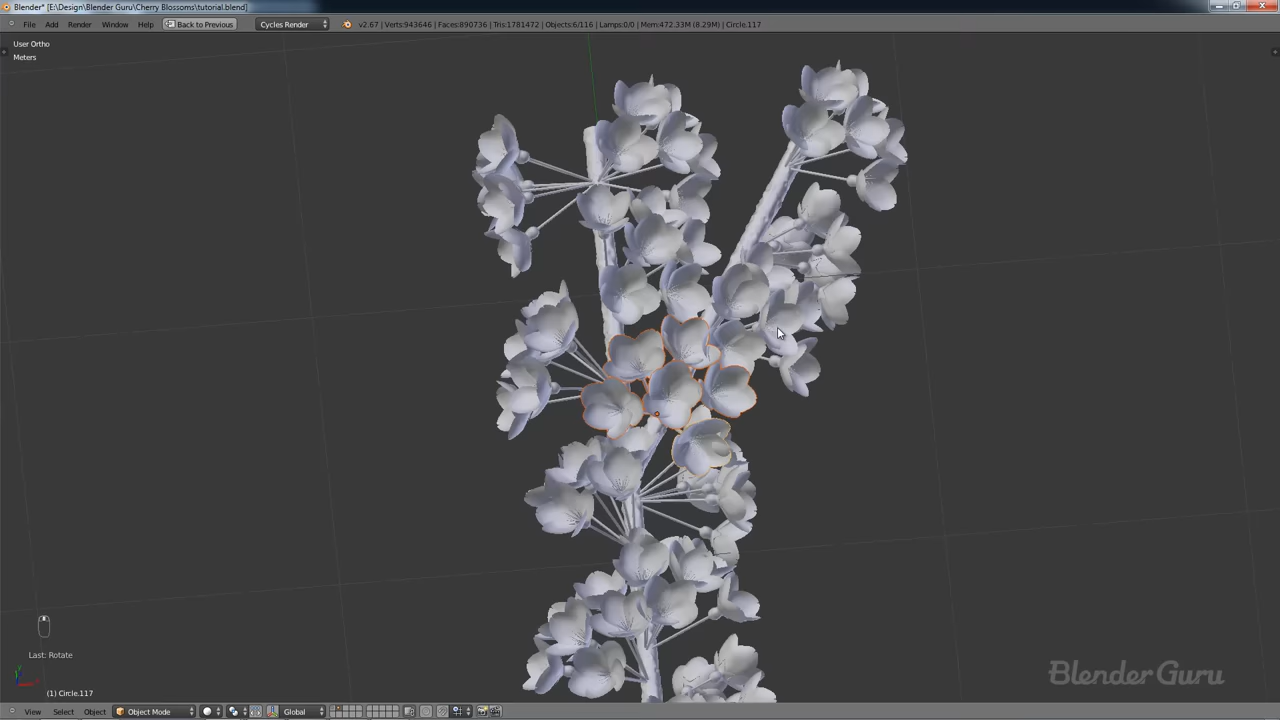 Blender* [E:\Design\Blender Guru\Cherry Blossoms\tutorial.blend]
File Add Render Window Help Back to Previous Cycles Render v2.67 | Verts:943646 | Faces:890736 | Tris:1781472 | Objects:6/116 | Lamps:0/0 | Mem:472.33M (8.29M) | Circle.117
User Ortho
Meters
Last: Rotate
BlenderGuru
(1) Circle.117
View Select Object Object Mode Global